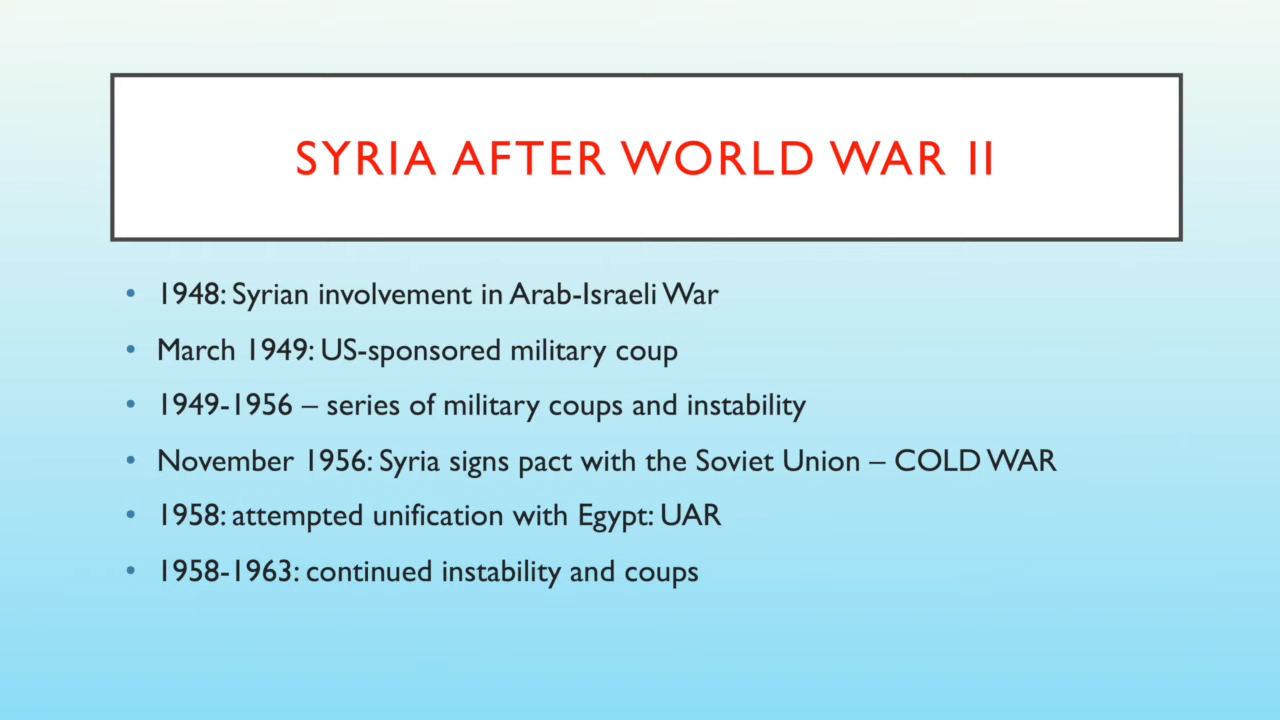 SYRIA AFTER WORLD WAR II
• 1948: Syrian involvement in Arab-Israeli War
• March 1949: US-sponsored military coup
• 1949-1956 – series of military coups and instability
• November 1956: Syria signs pact with the Soviet Union – COLD WAR
• 1958: attempted unification with Egypt: UAR
• 1958-1963: continued instability and coups